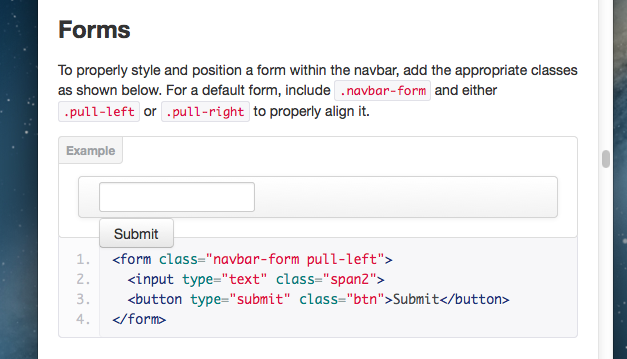 Forms
To properly style and position a form within the navbar, add the appropriate classes
as shown below. For a default form, include .navbar-form and either
.pull-left or .pull-right to properly align it.
Example
Submit
1. <form class="navbar-form pull-left">
2.   <input type="text" class="span2">
3.   <button type="submit" class="btn">Submit</button>
4. </form>